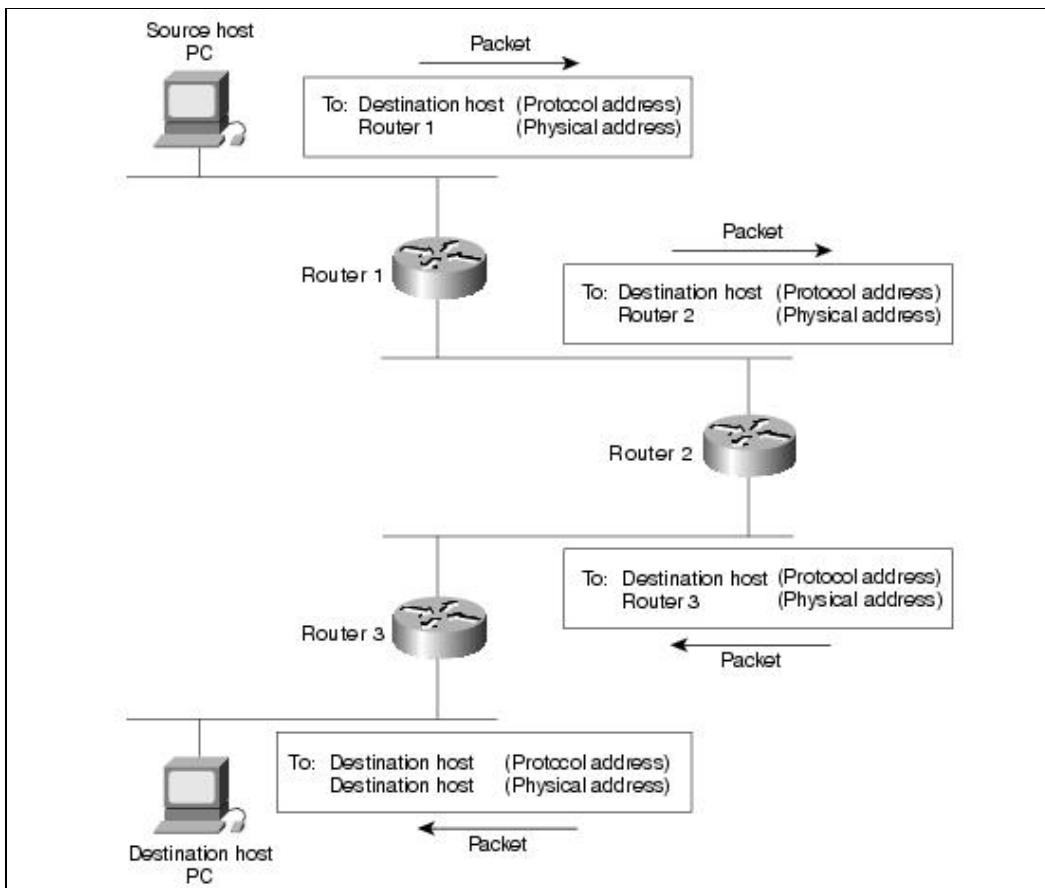 Source host
PC
Packet
To: Destination host (Protocol address)
Router 1 (Physical address)
Router 1
Packet
To: Destination host (Protocol address)
Router 2 (Physical address)
Router 2
To: Destination host (Protocol address)
Router 3 (Physical address)
Router 3
Packet
To: Destination host (Protocol address)
Destination host (Physical address)
Packet
Destination host
PC